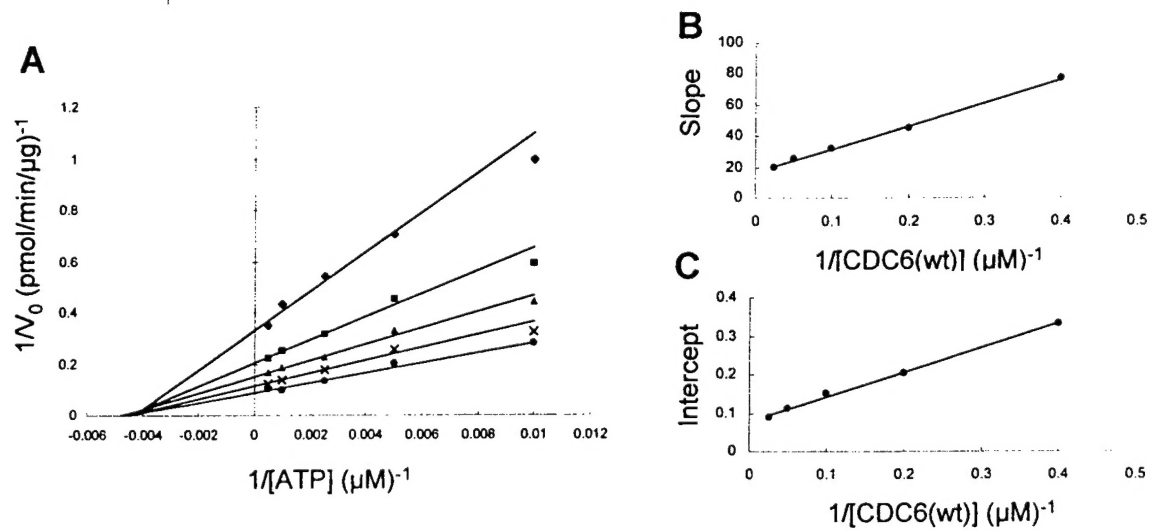 A
1/V₀ (pmol/min/µg)⁻¹
1.2
1
0.8
0.6
0.4
0.2
0
-0.006 -0.004 -0.002 0 0.002 0.004 0.006 0.008 0.01 0.012
1/[ATP] (µM)⁻¹
B
Slope
100
80
60
40
20
0
0 0.1 0.2 0.3 0.4 0.5
1/[CDC6(wt)] (µM)⁻¹
C
Intercept
0.4
0.3
0.2
0.1
0
0 0.1 0.2 0.3 0.4 0.5
1/[CDC6(wt)] (µM)⁻¹